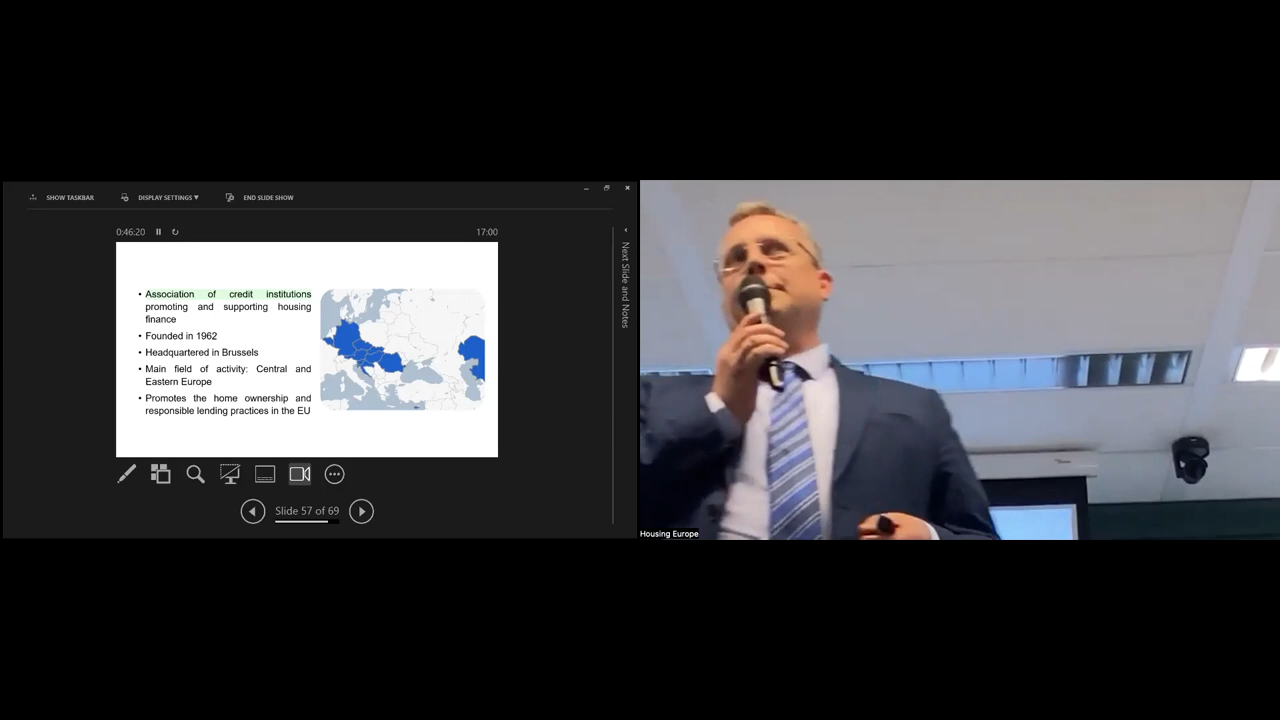 SHOW TASKBAR
DISPLAY SETTINGS ▼
END SLIDE SHOW
0:46:20
17:00
Next Slide and Notes
• Association of credit institutions
promoting and supporting housing
finance
• Founded in 1962
• Headquartered in Brussels
• Main field of activity: Central and
Eastern Europe
• Promotes the home ownership and
responsible lending practices in the EU
Slide 57 of 69
Housing Europe